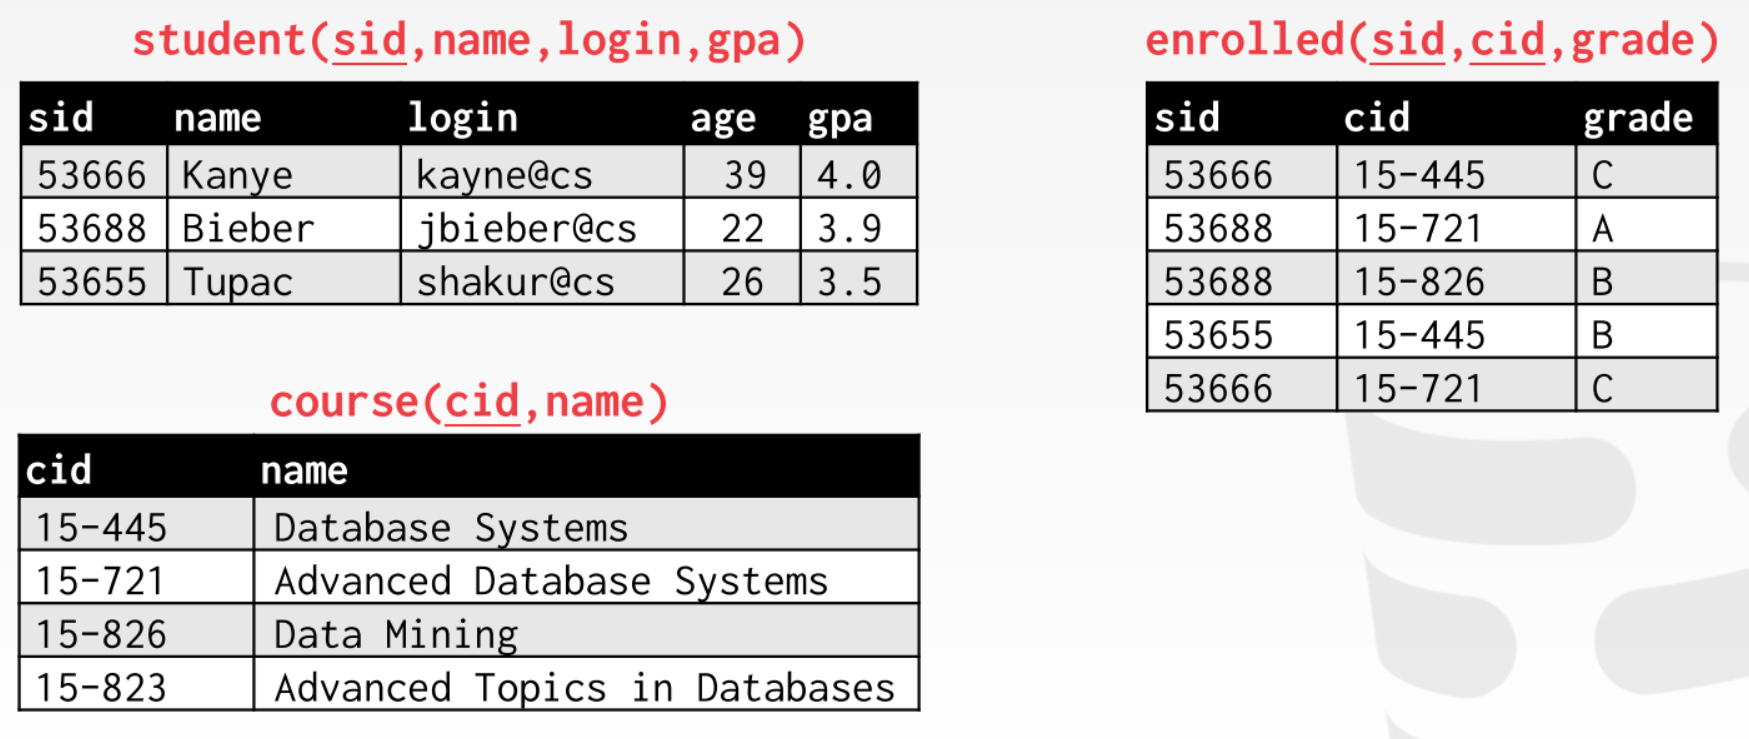 student(sid,name,login,gpa)
sid name login age gpa
53666 Kanye kayne@cs 39 4.0
53688 Bieber jbieber@cs 22 3.9
53655 Tupac shakur@cs 26 3.5
course(cid,name)
cid name
15-445 Database Systems
15-721 Advanced Database Systems
15-826 Data Mining
15-823 Advanced Topics in Databases
enrolled(sid,cid,grade)
sid cid grade
53666 15-445 C
53688 15-721 A
53688 15-826 B
53655 15-445 B
53666 15-721 C